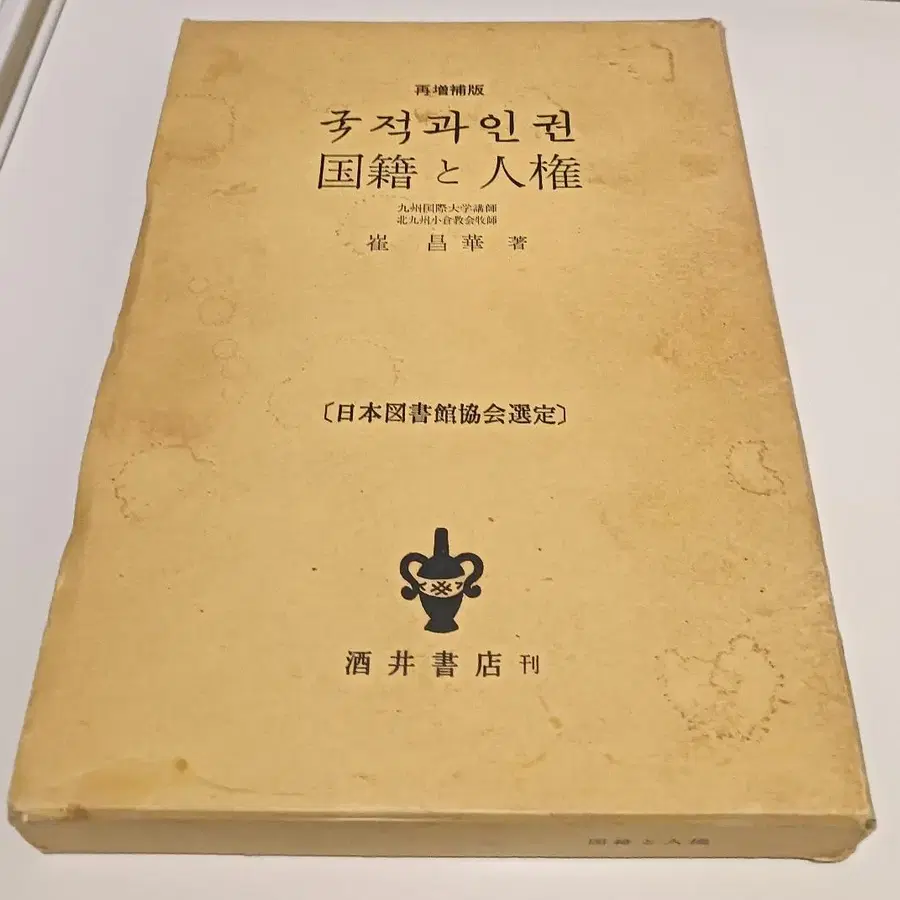 再増補版
국적과인권
国籍と人権
九州国際大学講師
北九州小倉教会牧師
崔 昌華 著
〔日本図書館協会選定〕
酒井書店刊
国籍と人権